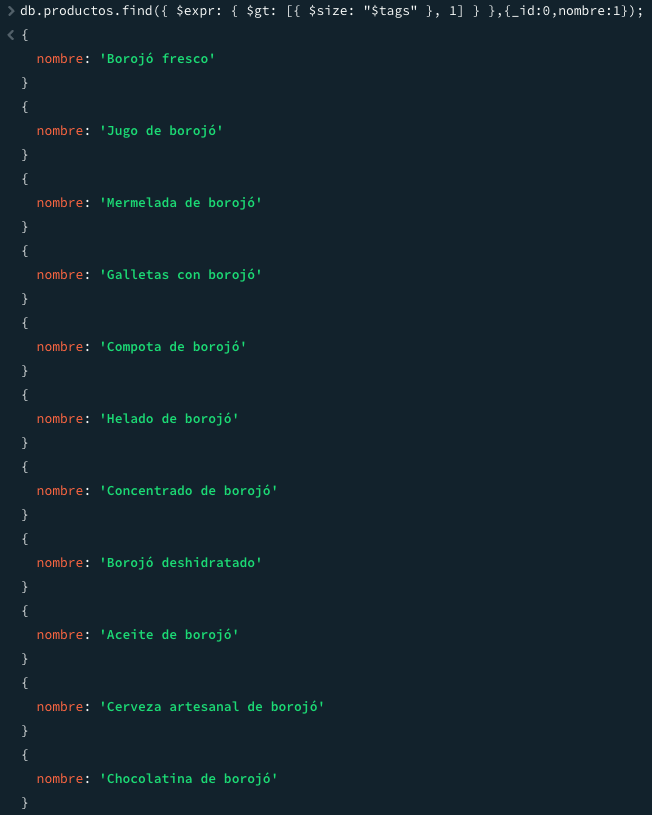 > db.productos.find({ $expr: { $gt: [{ $size: "$tags" }, 1] } },{_id:0,nombre:1});
< {
nombre: 'Borojó fresco'
}
{
nombre: 'Jugo de borojó'
}
{
nombre: 'Mermelada de borojó'
}
{
nombre: 'Galletas con borojó'
}
{
nombre: 'Compota de borojó'
}
{
nombre: 'Helado de borojó'
}
{
nombre: 'Concentrado de borojó'
}
{
nombre: 'Borojó deshidratado'
}
{
nombre: 'Aceite de borojó'
}
{
nombre: 'Cerveza artesanal de borojó'
}
{
nombre: 'Chocolatina de borojó'
}